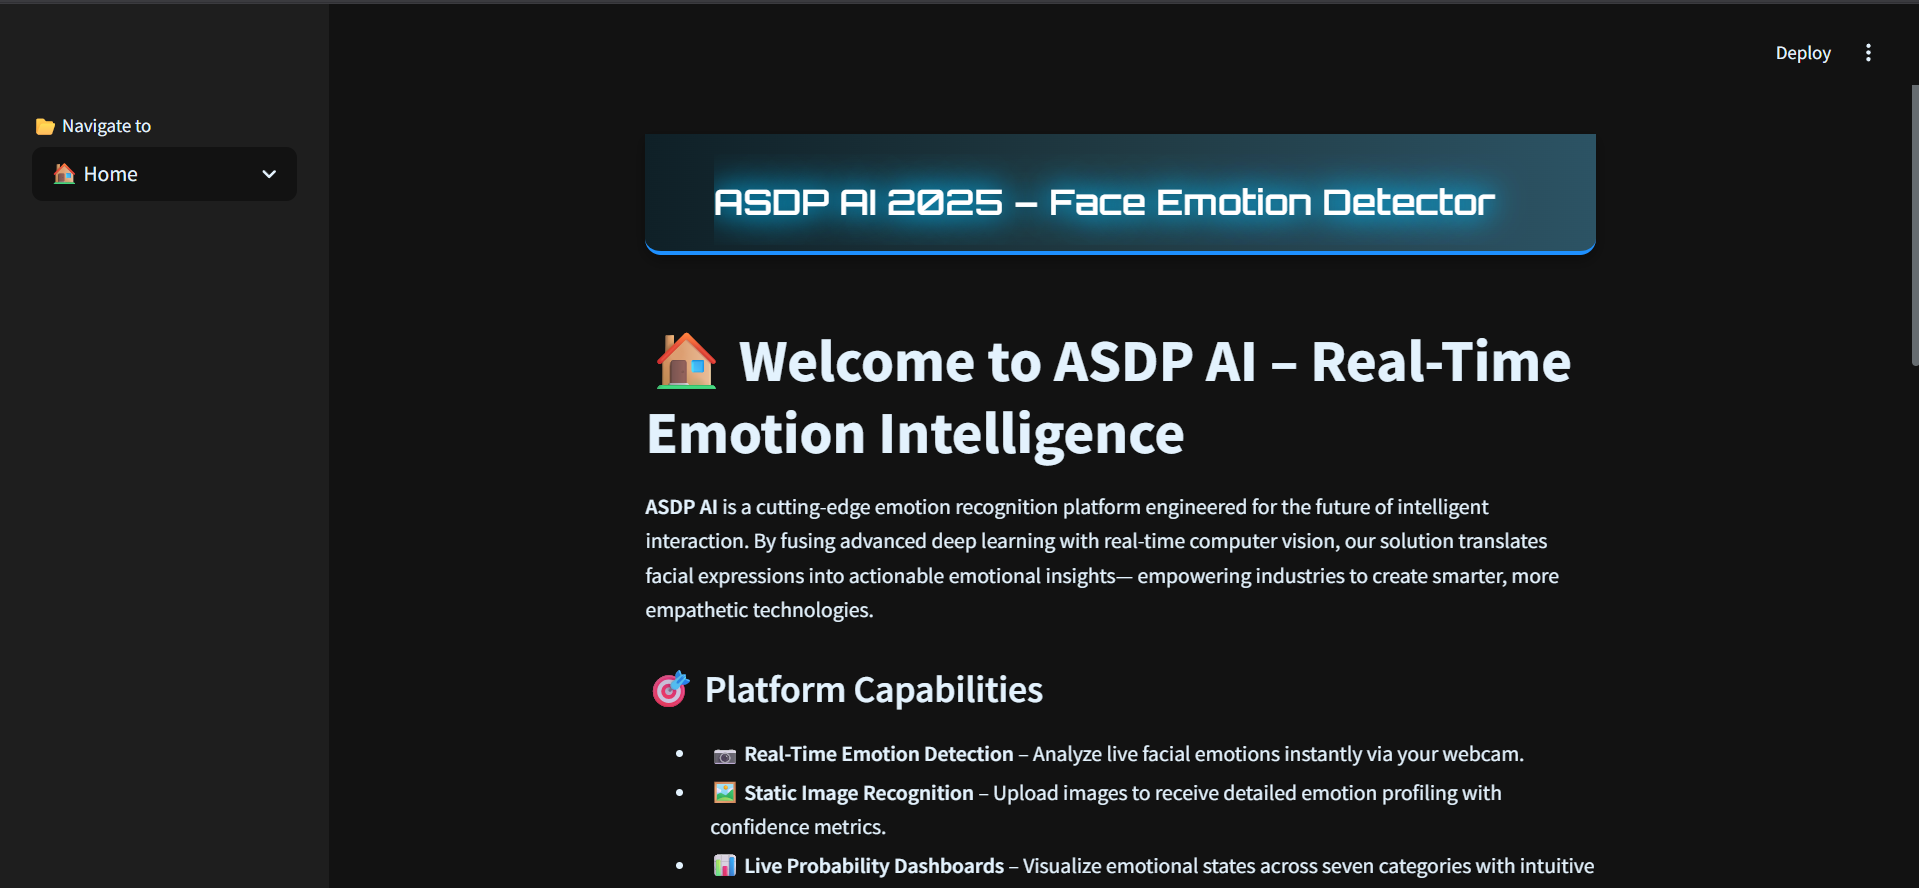 Deploy
📂 Navigate to
🏠 Home
ASDP AI 2025 – Face Emotion Detector
🏠 Welcome to ASDP AI – Real-Time
Emotion Intelligence
ASDP AI is a cutting-edge emotion recognition platform engineered for the future of intelligent
interaction. By fusing advanced deep learning with real-time computer vision, our solution translates
facial expressions into actionable emotional insights— empowering industries to create smarter, more
empathetic technologies.
🎯 Platform Capabilities
• 📷 Real-Time Emotion Detection – Analyze live facial emotions instantly via your webcam.
• 🖼️ Static Image Recognition – Upload images to receive detailed emotion profiling with
confidence metrics.
• 📊 Live Probability Dashboards – Visualize emotional states across seven categories with intuitive